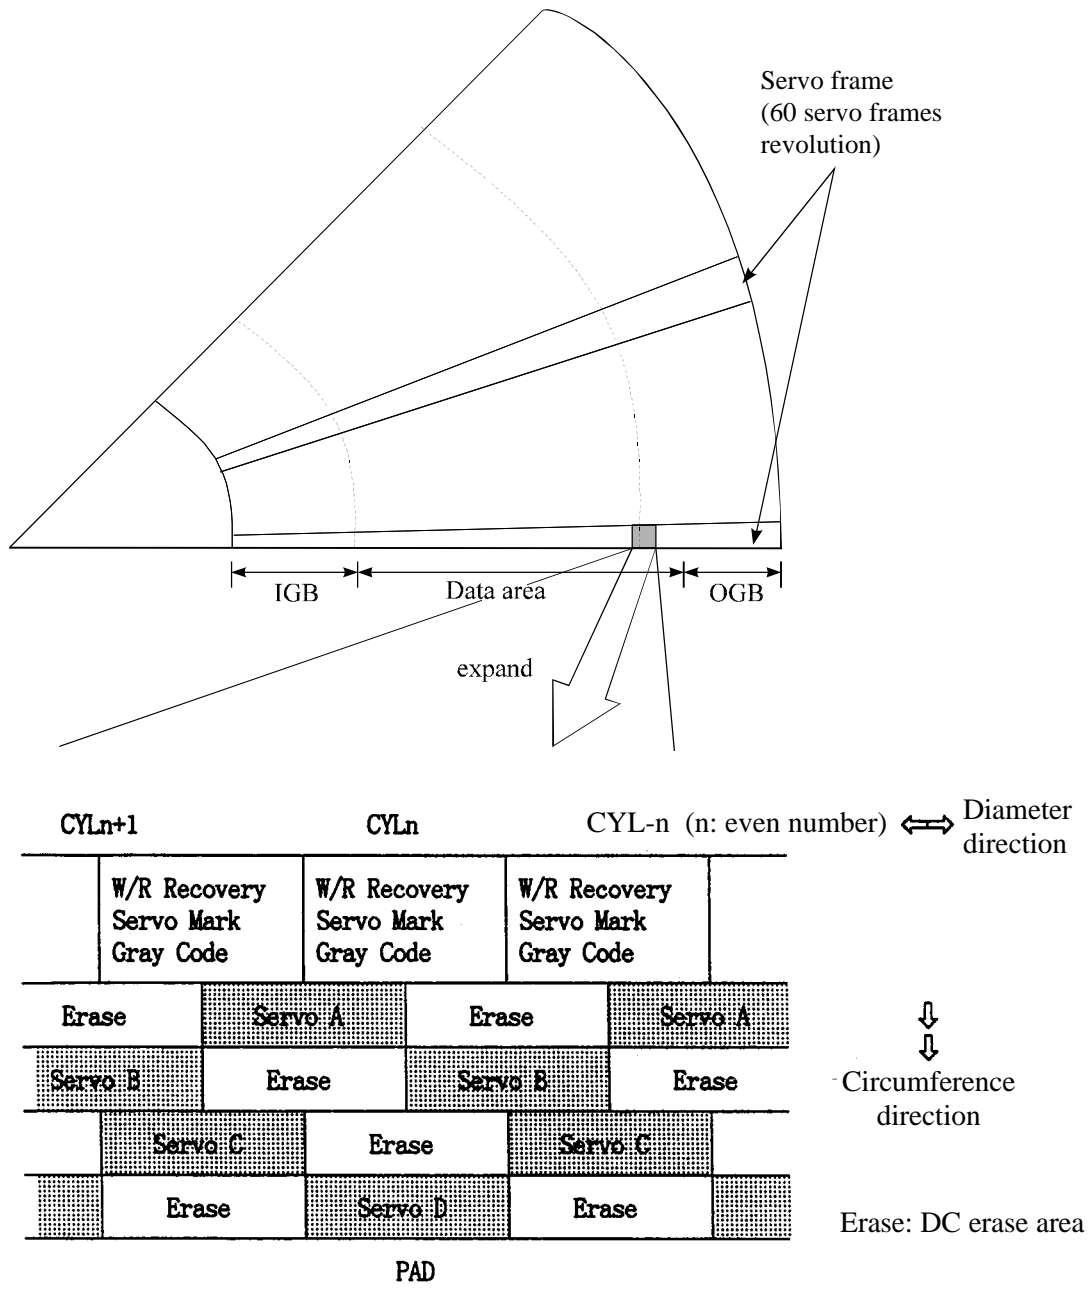 Servo frame
(60 servo frames
revolution)
IGB
Data area
OGB
expand
CYLn+1
CYLn
CYL-n (n: even number)
Diameter
direction
W/R Recovery
Servo Mark
Gray Code
W/R Recovery
Servo Mark
Gray Code
W/R Recovery
Servo Mark
Gray Code
Erase
Servo A
Erase
Servo A
Servo B
Erase
Servo B
Erase
Circumference
direction
Servo C
Erase
Servo C
Erase
Servo D
Erase
Erase: DC erase area
PAD